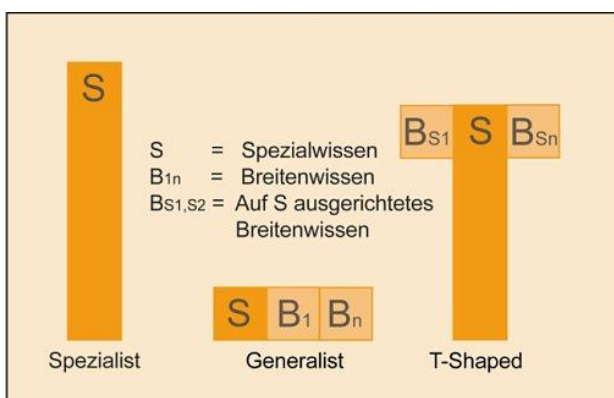 S
S = Spezialwissen
B1n = Breitenwissen
BS1,S2 = Auf S ausgerichtetes
Breitenwissen
BS1 S BSn
S B1 Bn
Spezialist Generalist T-Shaped